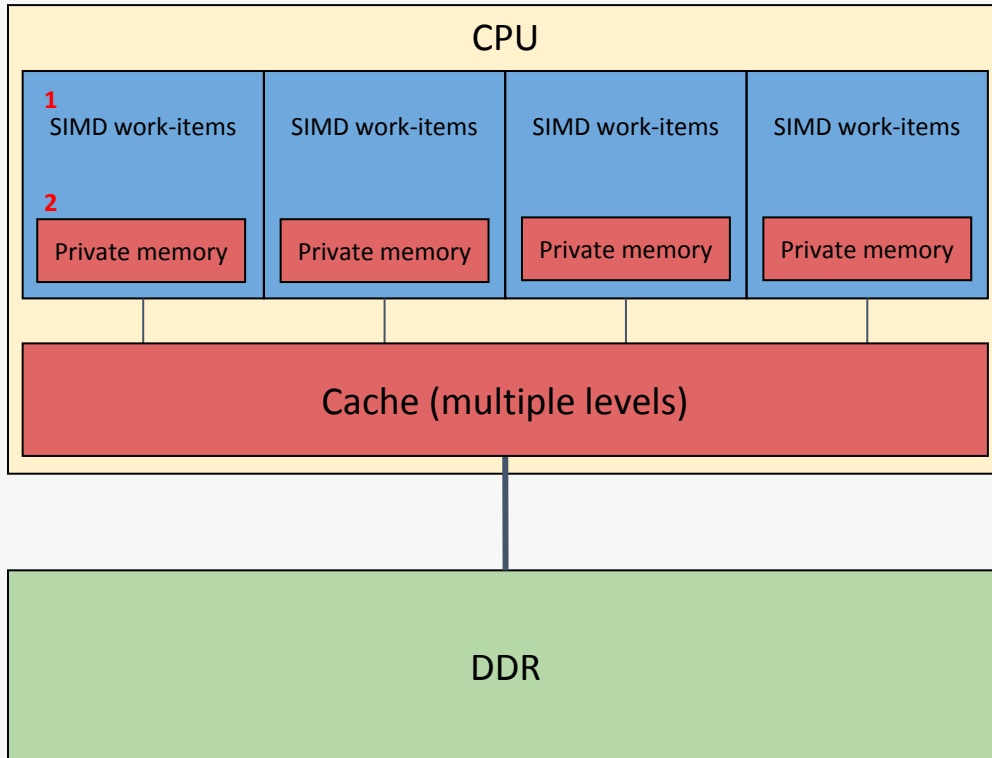 CPU
1
SIMD work-items
SIMD work-items
SIMD work-items
SIMD work-items
2
Private memory
Private memory
Private memory
Private memory
Cache (multiple levels)
DDR